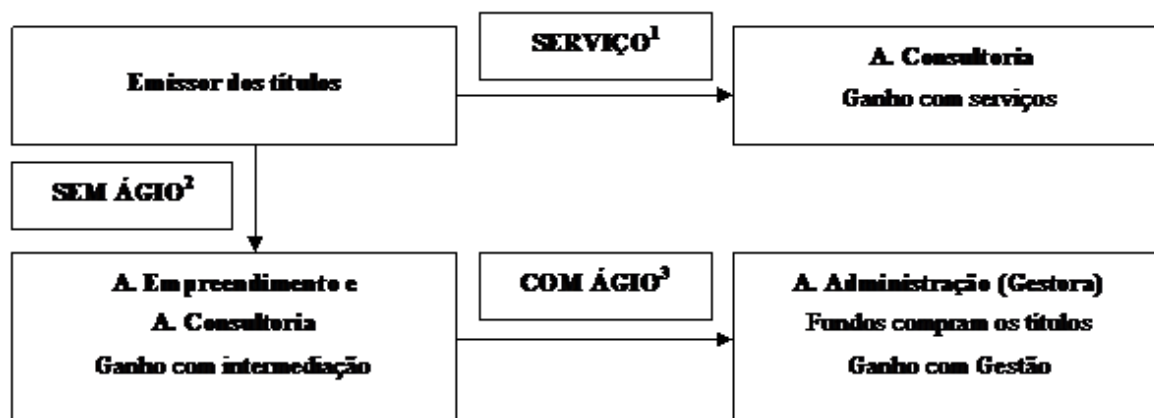 SERVIÇO¹
Emissor dos títulos
A. Consultoria
Ganho com serviços
SEM ÁGIO²
A. Empreendimento e
A. Consultoria
Ganho com intermediação
COM ÁGIO³
A. Administração (Gestora)
Fundos compram os títulos
Ganho com Gestão